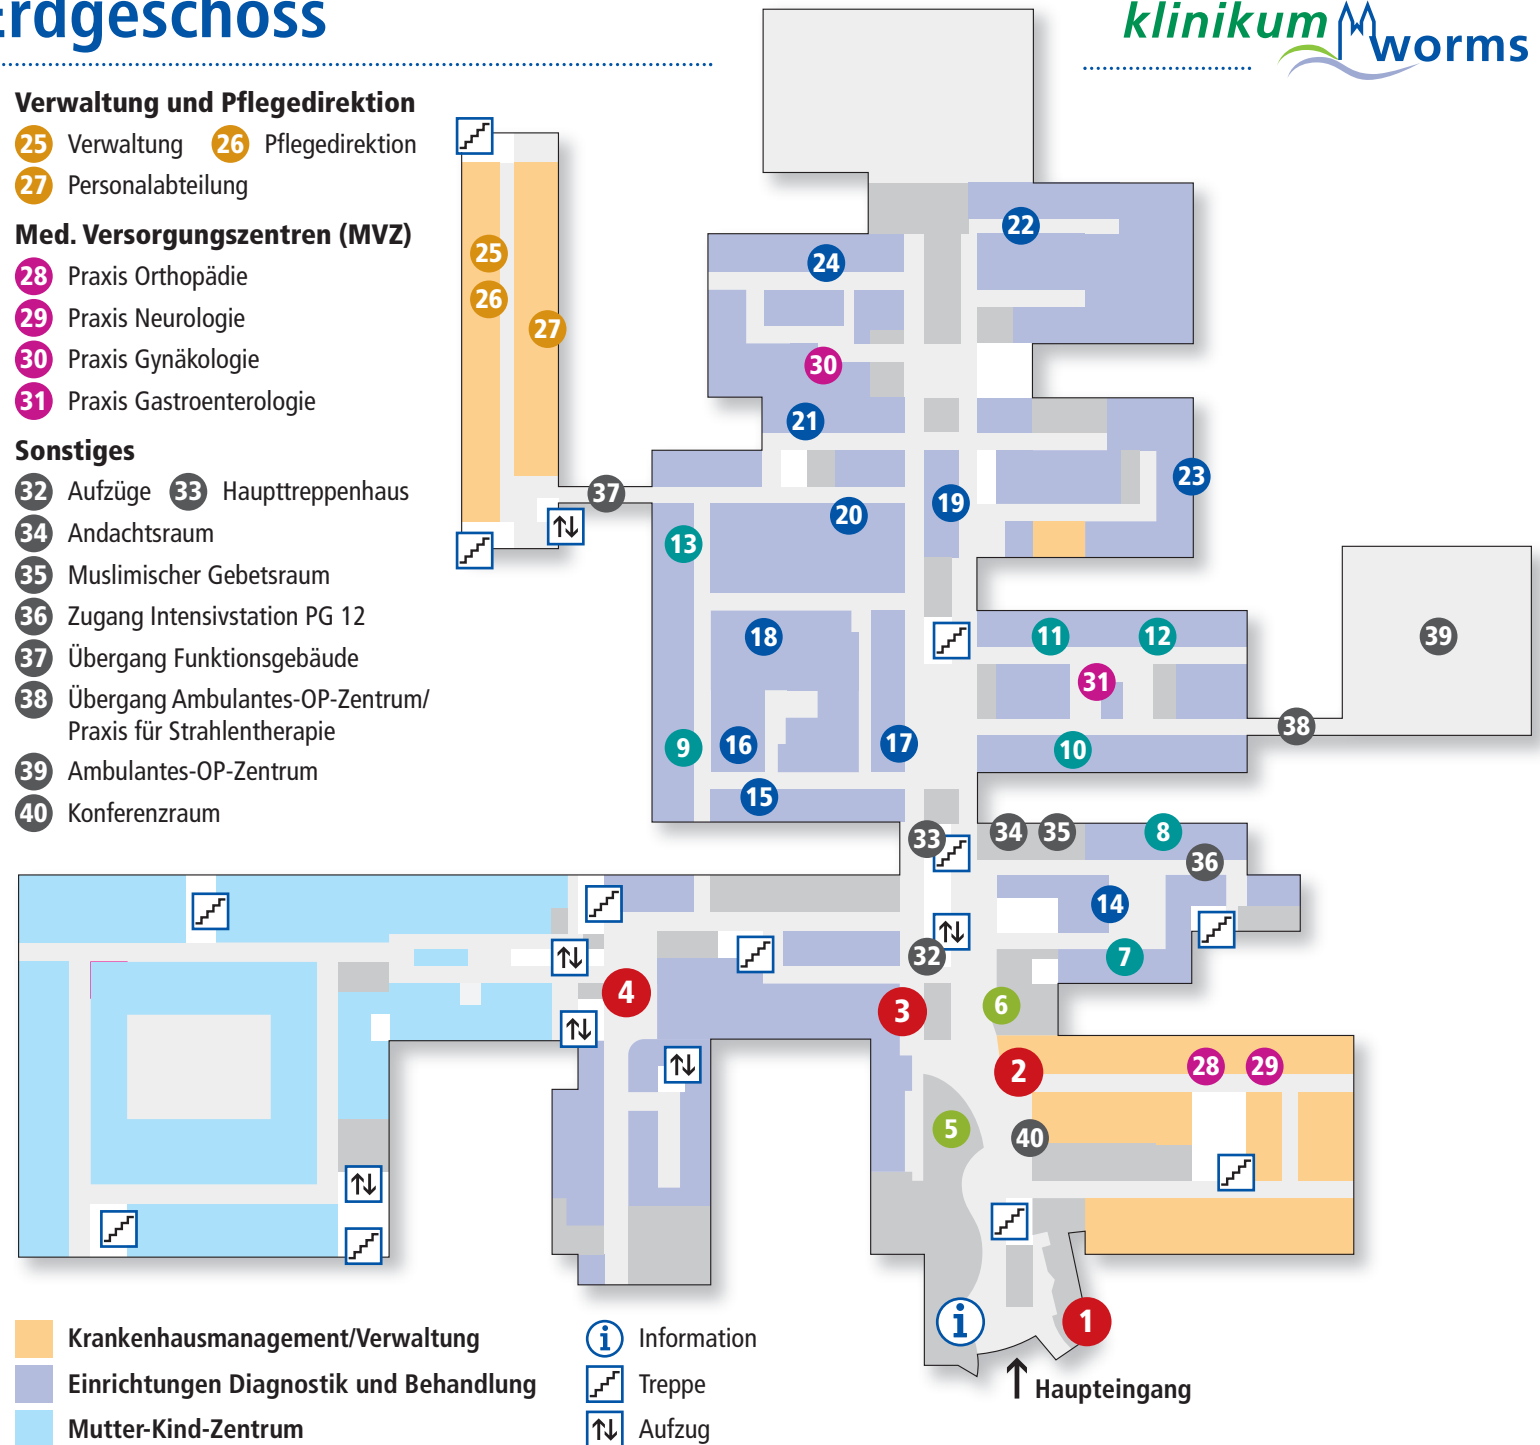 Erdgeschoss
klinikum worms
Verwaltung und Pflegedirektion
25 Verwaltung 26 Pflegedirektion
27 Personalabteilung
Med. Versorgungszentren (MVZ)
28 Praxis Orthopädie
29 Praxis Neurologie
30 Praxis Gynäkologie
31 Praxis Gastroenterologie
Sonstiges
32 Aufzüge 33 Haupttreppenhaus
34 Andachtsraum
35 Muslimischer Gebetsraum
36 Zugang Intensivstation PG 12
37 Übergang Funktionsgebäude
38 Übergang Ambulantes-OP-Zentrum/
Praxis für Strahlentherapie
39 Ambulantes-OP-Zentrum
40 Konferenzraum
22
25
24
26
27
30
21
23
37
20
19
13
18
11
12
39
31
9
16
17
38
10
15
33
34
35
8
36
14
32
7
4
3
6
2
28
29
5
40
i
1
Haupteingang
Krankenhausmanagement/Verwaltung
Einrichtungen Diagnostik und Behandlung
Mutter-Kind-Zentrum
i Information
Treppe
Aufzug